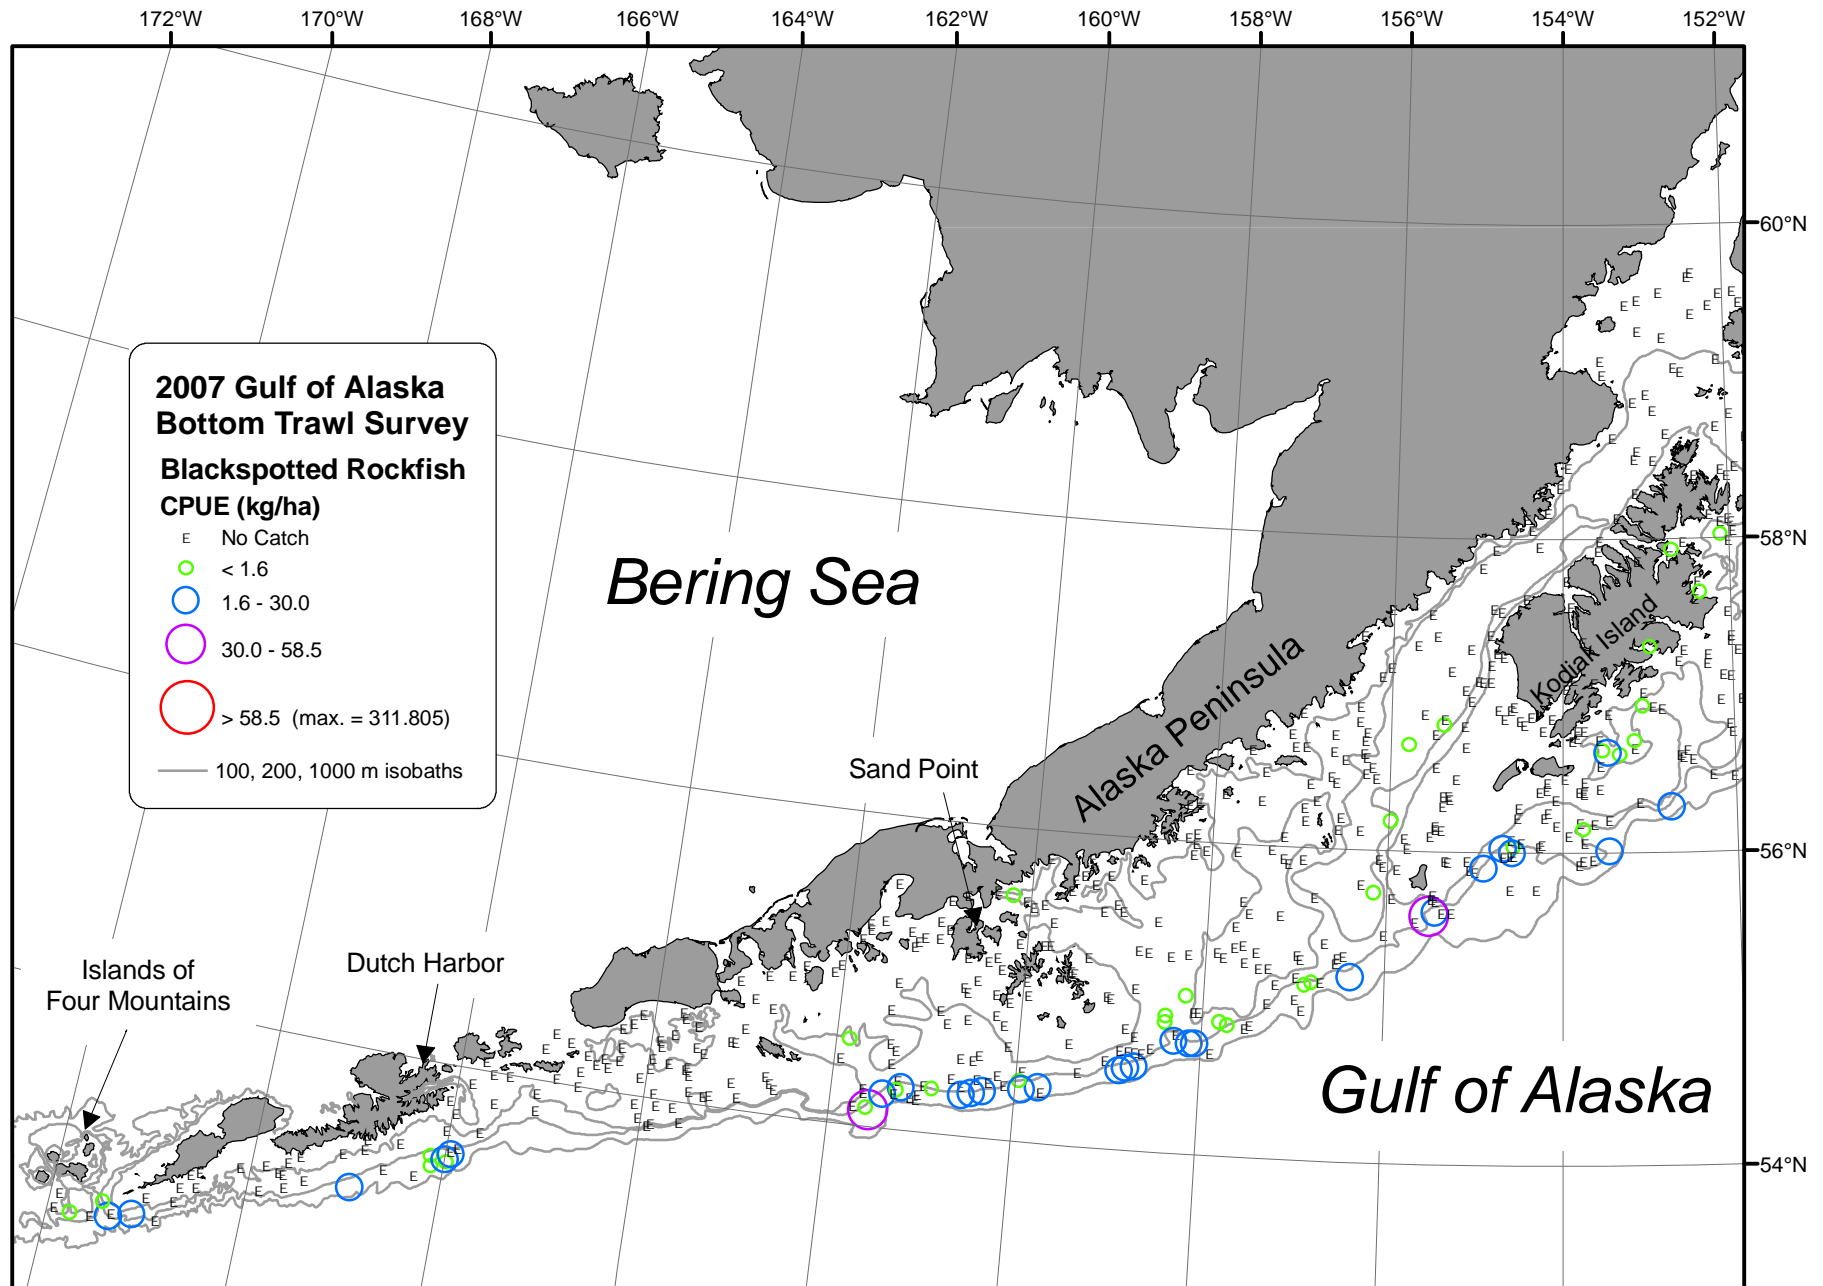 172°W 170°W 168°W 166°W 164°W 162°W 160°W 158°W 156°W 154°W 152°W
60°N
58°N
56°N
54°N
2007 Gulf of Alaska
Bottom Trawl Survey
Blackspotted Rockfish
CPUE (kg/ha)
E No Catch
< 1.6
1.6 - 30.0
30.0 - 58.5
> 58.5 (max. = 311.805)
100, 200, 1000 m isobaths
Bering Sea
Alaska Peninsula
Kodiak Island
Sand Point
Dutch Harbor
Islands of
Four Mountains
Gulf of Alaska